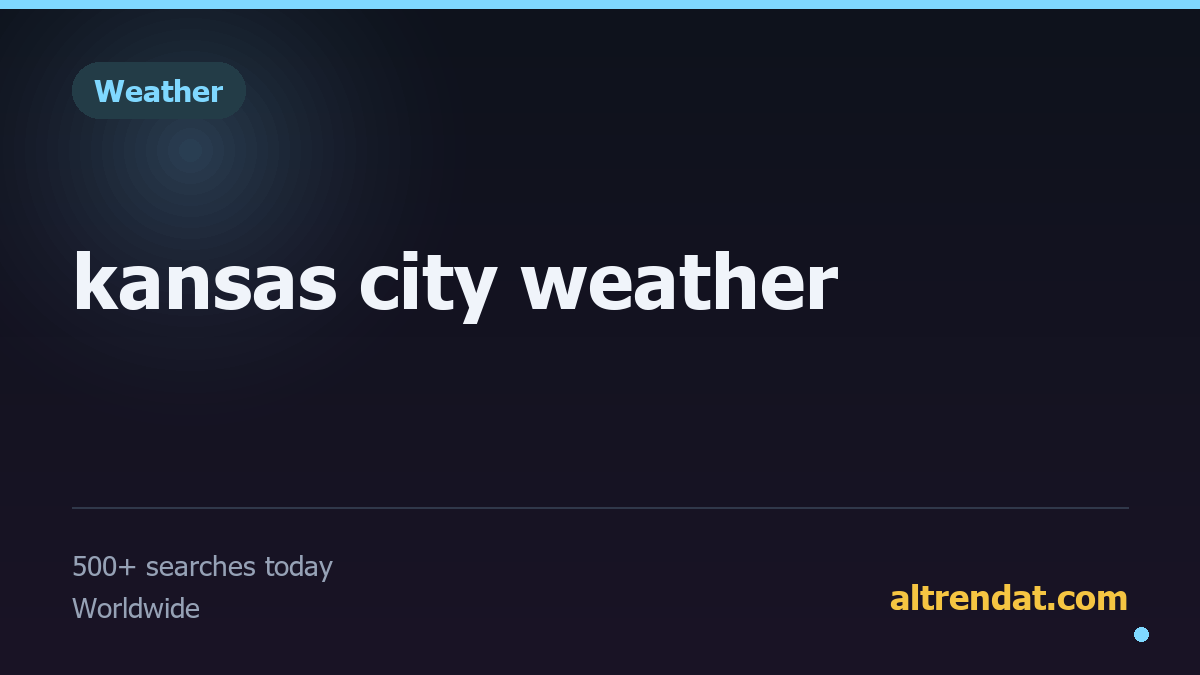 Weather
kansas city weather
500+ searches today
Worldwide
altrendat.com